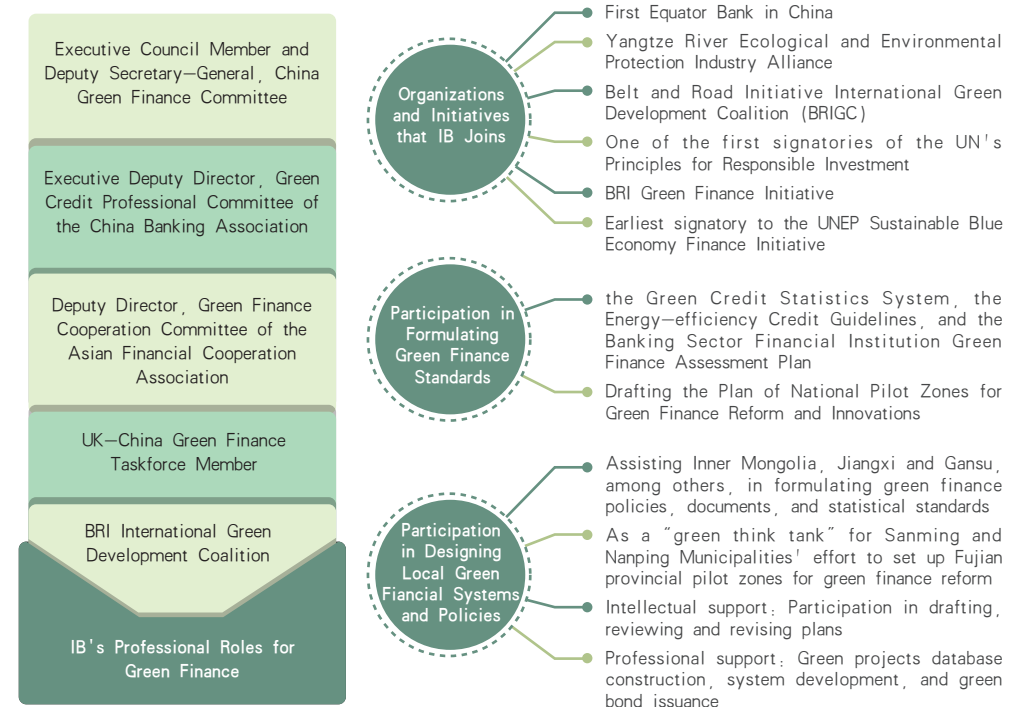 Executive Council Member and
Deputy Secretary—General, China
Green Finance Committee
Executive Deputy Director, Green
Credit Professional Committee of
the China Banking Association
Deputy Director, Green Finance
Cooperation Committee of the
Asian Financial Cooperation
Association
UK—China Green Finance
Taskforce Member
BRI International Green
Development Coalition
IB's Professional Roles for
Green Finance
Organizations
and Initiatives
that IB Joins
First Equator Bank in China
Yangtze River Ecological and Environmental
Protection Industry Alliance
Belt and Road Initiative International Green
Development Coalition (BRIGC)
One of the first signatories of the UN's
Principles for Responsible Investment
BRI Green Finance Initiative
Earliest signatory to the UNEP Sustainable Blue
Economy Finance Initiative
Participation in
Formulating
Green Finance
Standards
the Green Credit Statistics System, the
Energy—efficiency Credit Guidelines, and the
Banking Sector Financial Institution Green
Finance Assessment Plan
Drafting the Plan of National Pilot Zones for
Green Finance Reform and Innovations
Participation
in Designing
Local Green
Fiancial Systems
and Policies
Assisting Inner Mongolia, Jiangxi and Gansu,
among others, in formulating green finance
policies, documents, and statistical standards
As a “green think tank” for Sanming and
Nanping Municipalities' effort to set up Fujian
provincial pilot zones for green finance reform
Intellectual support: Participation in drafting,
reviewing and revising plans
Professional support: Green projects database
construction, system development, and green
bond issuance